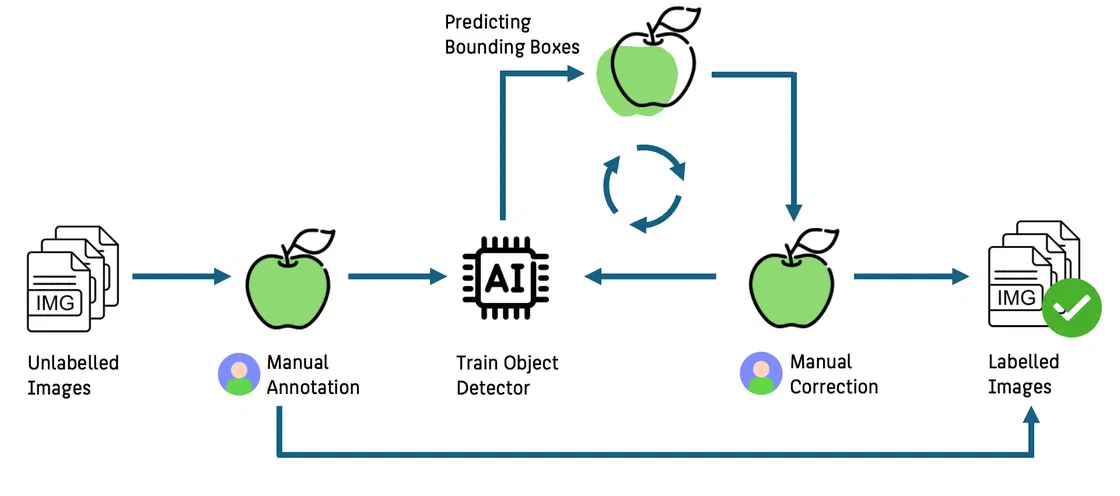 Predicting
Bounding Boxes
IMG
AI
IMG
Unlabelled
Images
Manual
Annotation
Train Object
Detector
Manual
Correction
Labelled
Images